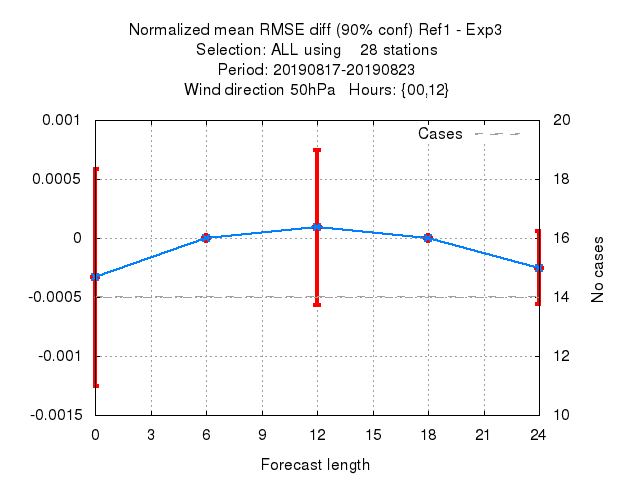 Normalized mean RMSE diff (90% conf) Ref1 - Exp3
Selection: ALL using 28 stations
Period: 20190817-20190823
Wind direction 50hPa Hours: {00,12}
Cases
0.001
0.0005
0
-0.0005
-0.001
-0.0015
20
18
16
14
12
10
No cases
0 3 6 9 12 15 18 21 24
Forecast length